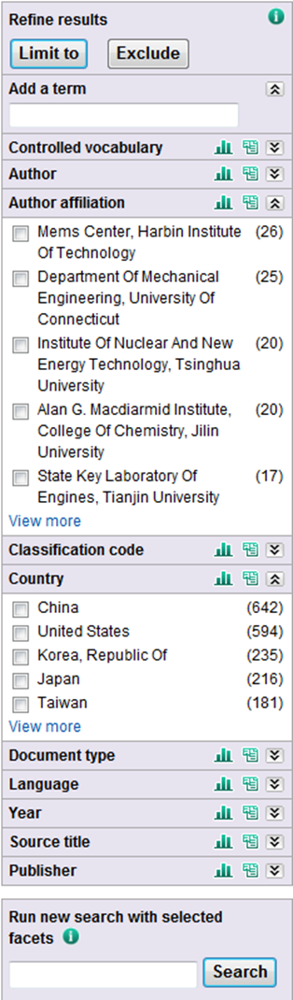 Refine results
Limit to Exclude
Add a term
Controlled vocabulary
Author
Author affiliation
Mems Center, Harbin Institute (26)
Of Technology
Department Of Mechanical (25)
Engineering, University Of
Connecticut
Institute Of Nuclear And New (20)
Energy Technology, Tsinghua
University
Alan G. Macdiarmid Institute, (20)
College Of Chemistry, Jilin
University
State Key Laboratory Of (17)
Engines, Tianjin University
View more
Classification code
Country
China (642)
United States (594)
Korea, Republic Of (235)
Japan (216)
Taiwan (181)
View more
Document type
Language
Year
Source title
Publisher
Run new search with selected
facets
Search